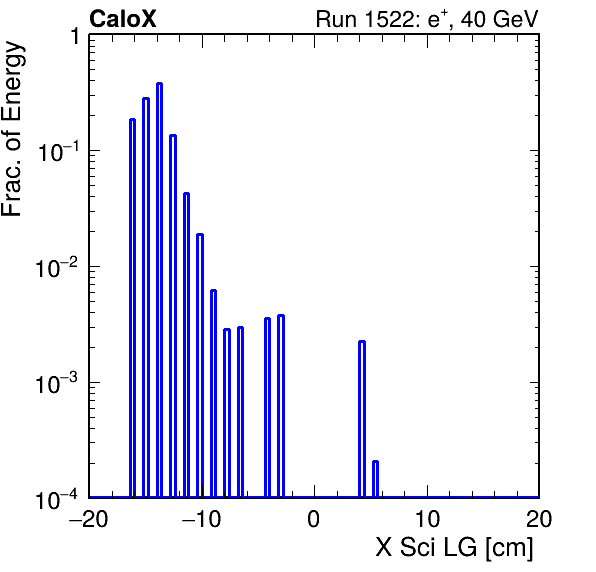 CaloX Run 1522: e⁺, 40 GeV
Frac. of Energy
1
10⁻¹
10⁻²
10⁻³
10⁻⁴
−20 −10 0 10 20
X Sci LG [cm]